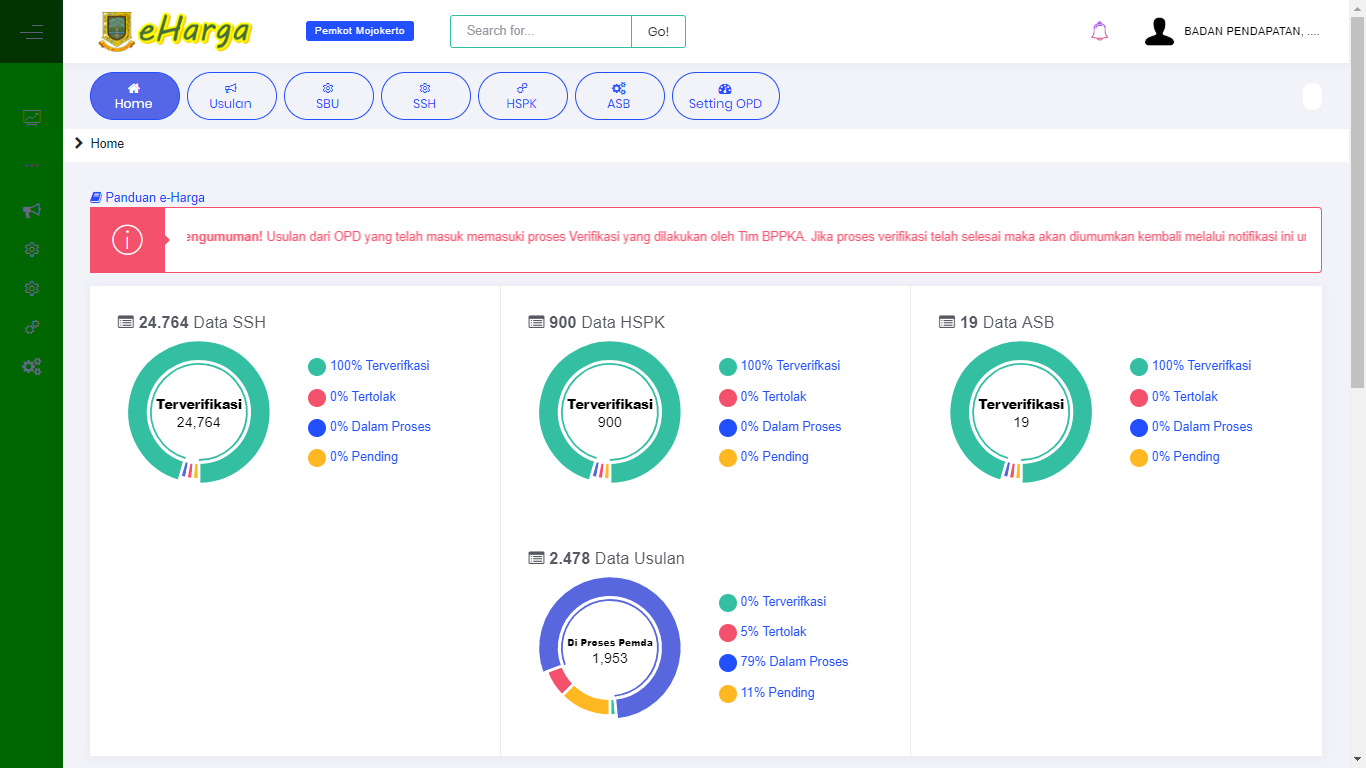 eHarga
Pemkot Mojokerto
Search for...
Go!
BADAN PENDAPATAN, ....
Home
Usulan
SBU
SSH
HSPK
ASB
Setting OPD
Home
Panduan e-Harga
engumuman! Usulan dari OPD yang telah masuk memasuki proses Verifikasi yang dilakukan oleh Tim BPPKA. Jika proses verifikasi telah selesai maka akan diumumkan kembali melalui notifikasi ini
24.764 Data SSH
Terverifikasi
24,764
100% Terverifkasi
0% Tertolak
0% Dalam Proses
0% Pending
900 Data HSPK
Terverifikasi
900
100% Terverifkasi
0% Tertolak
0% Dalam Proses
0% Pending
19 Data ASB
Terverifikasi
19
100% Terverifkasi
0% Tertolak
0% Dalam Proses
0% Pending
2.478 Data Usulan
Di Proses Pemda
1,953
0% Terverifkasi
5% Tertolak
79% Dalam Proses
11% Pending